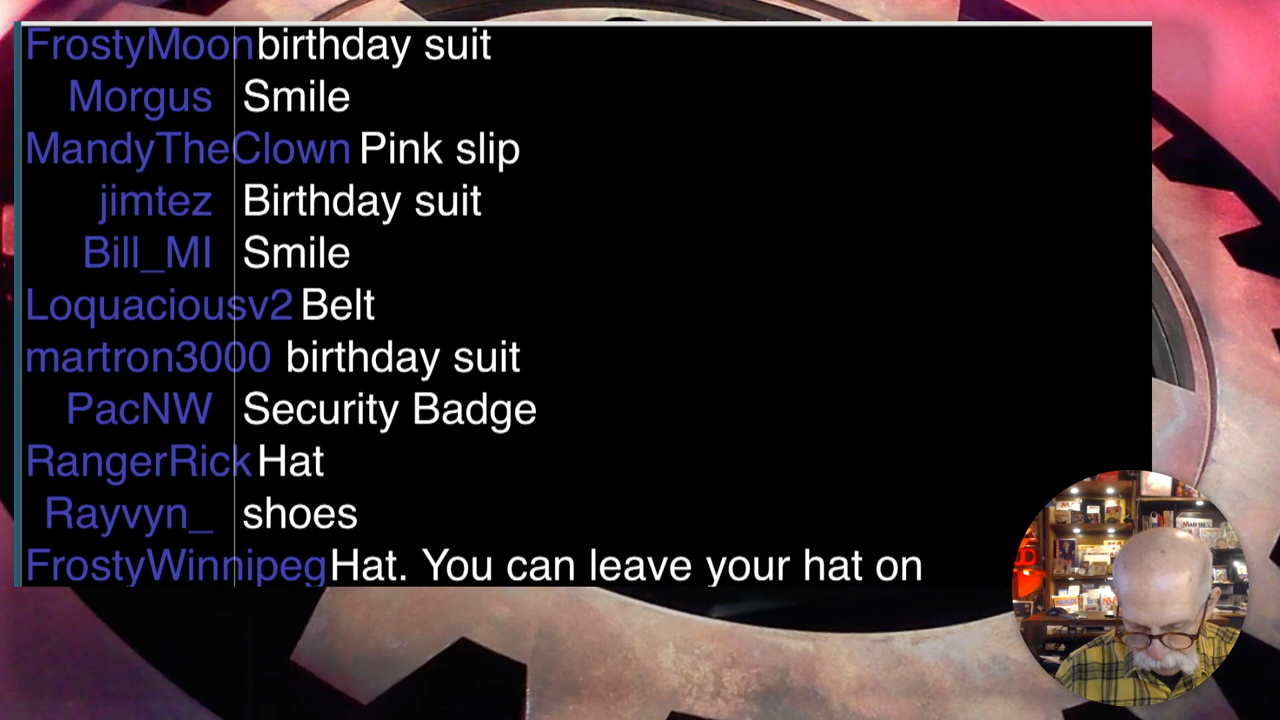 FrostyMoon birthday suit
Morgus Smile
MandyTheClown Pink slip
jimtez Birthday suit
Bill_MI Smile
Loquaciousv2 Belt
martron3000 birthday suit
PacNW Security Badge
RangerRick Hat
Rayvyn_ shoes
FrostyWinnipeg Hat. You can leave your hat on